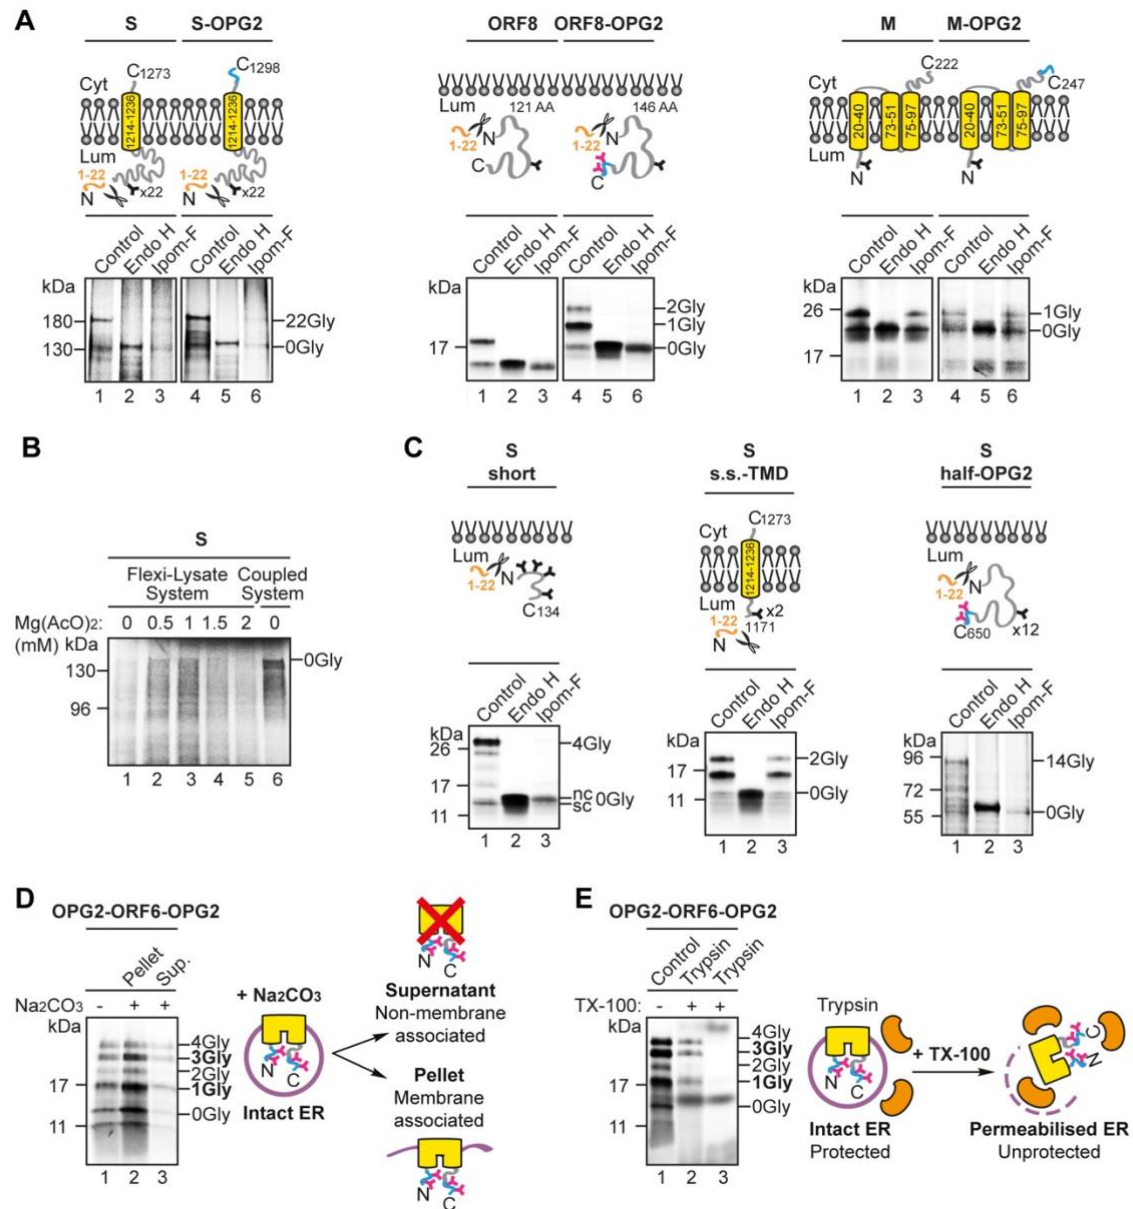 A
S S-OPG2
C1273 C1298
Cyt
1214-1236 1214-1236
Lum
1-22 1-22
N x22 N x22
Control Endo H Ipom-F Control Endo H Ipom-F
kDa
180 22Gly
130 0Gly
1 2 3 4 5 6
ORF8 ORF8-OPG2
Lum 121 AA 146 AA
1-22 N 1-22 N
C C
Control Endo H Ipom-F Control Endo H Ipom-F
kDa
2Gly
1Gly
17 0Gly
1 2 3 4 5 6
M M-OPG2
C222 C247
Cyt
20-40 73-51 75-97 20-40 73-51 75-97
Lum
N N
Control Endo H Ipom-F Control Endo H Ipom-F
kDa
26 1Gly
0Gly
17
1 2 3 4 5 6
B
S
Flexi-Lysate Coupled
System System
Mg(AcO)2: 0 0.5 1 1.5 2 0
(mM) kDa
130 0Gly
96
1 2 3 4 5 6
C
S
short
Lum
1-22 N
C134
Control Endo H Ipom-F
kDa
26 4Gly
17
nc
sc 0Gly
11
1 2 3
S
s.s.-TMD
C1273
Cyt
1214-1236
Lum
1-22 x2
N 1171
Control Endo H Ipom-F
kDa
2Gly
17
11 0Gly
1 2 3
S
half-OPG2
Lum
1-22 N
C650 x12
Control Endo H Ipom-F
kDa
96 14Gly
72
55 0Gly
1 2 3
D
OPG2-ORF6-OPG2
Pellet Sup.
Na2CO3 - + +
kDa
4Gly
3Gly
2Gly
17 1Gly
0Gly
11
1 2 3
+ Na2CO3
N C
Intact ER
N C
Supernatant
Non-membrane
associated
Pellet
Membrane
associated
N C
E
OPG2-ORF6-OPG2
Control Trypsin Trypsin
TX-100: - + +
kDa
4Gly
3Gly
2Gly
17 1Gly
0Gly
11
1 2 3
Trypsin
+ TX-100
N C
Intact ER
Protected
C
N
Permeabilised ER
Unprotected